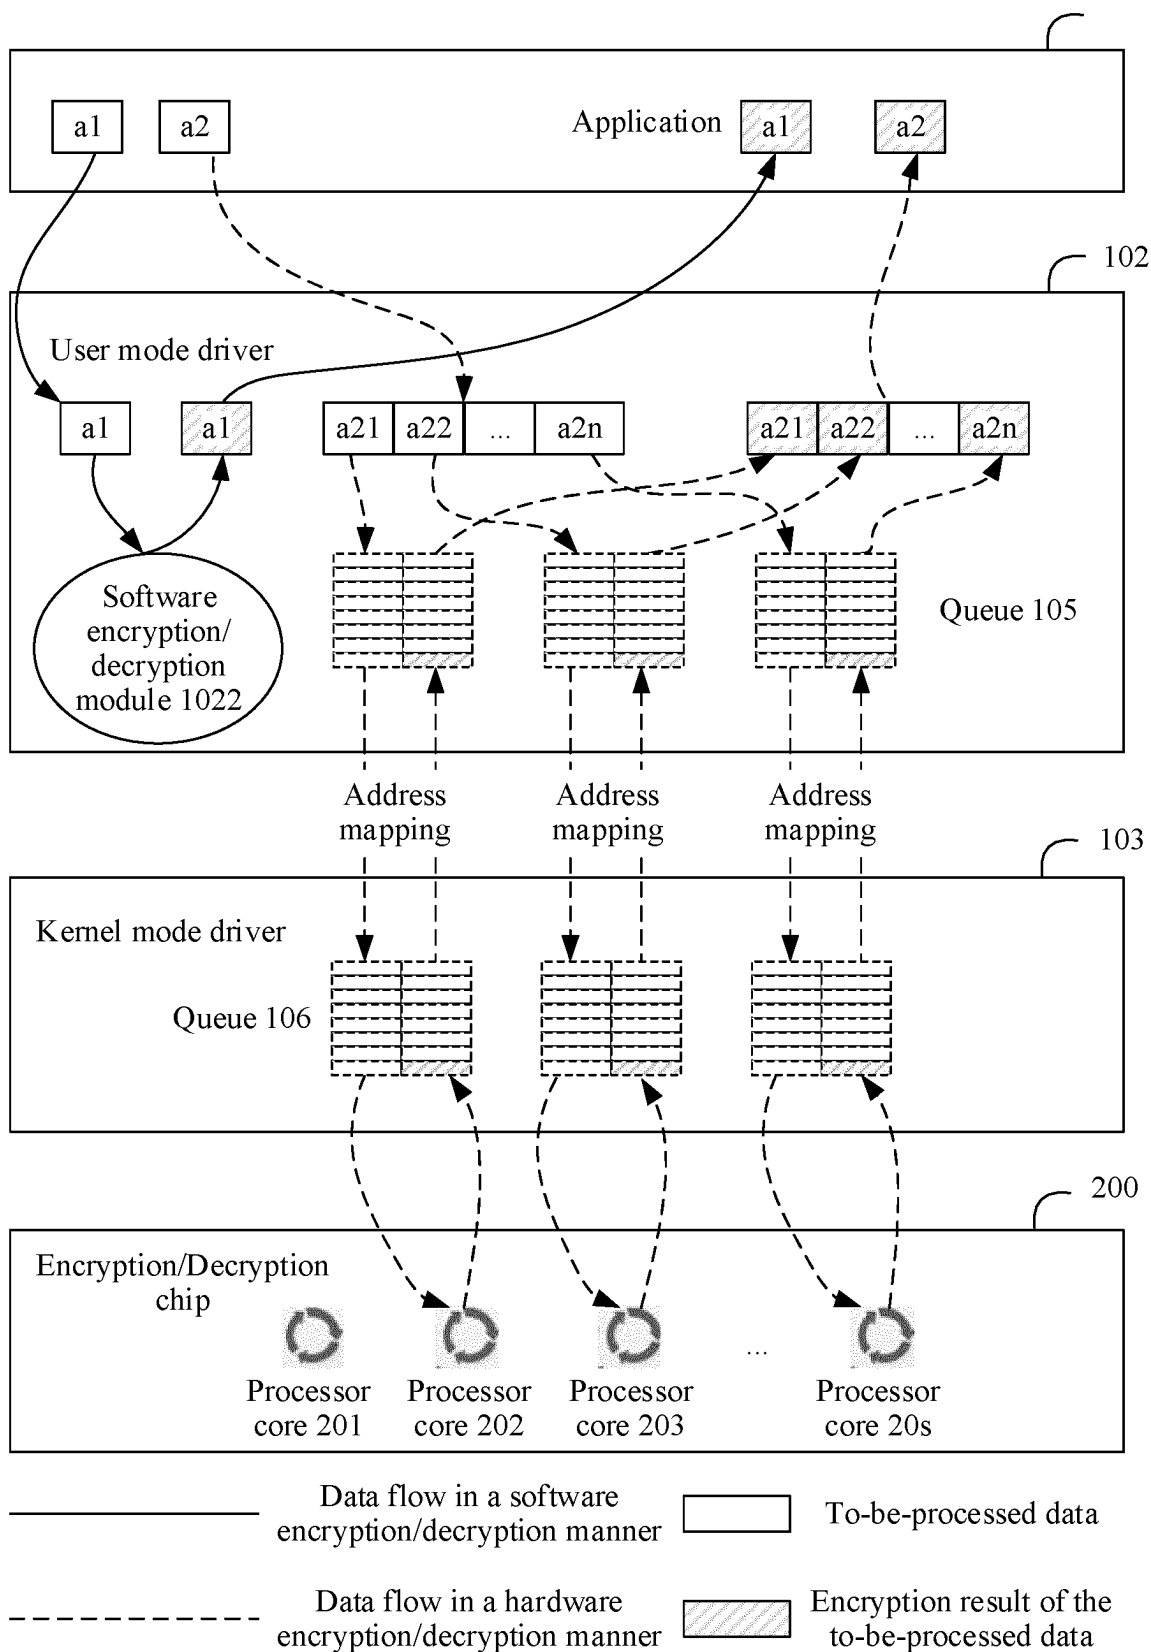 a1
a2
Application
a1
a2
102
User mode driver
a1
a1
a21
a22
...
a2n
a21
a22
...
a2n
Software
encryption/
decryption
module 1022
Queue 105
Address
mapping
Address
mapping
Address
mapping
103
Kernel mode driver
Queue 106
200
Encryption/Decryption
chip
...
Processor
core 201
Processor
core 202
Processor
core 203
Processor
core 20s
Data flow in a software
encryption/decryption manner
To-be-processed data
Data flow in a hardware
encryption/decryption manner
Encryption result of the
to-be-processed data